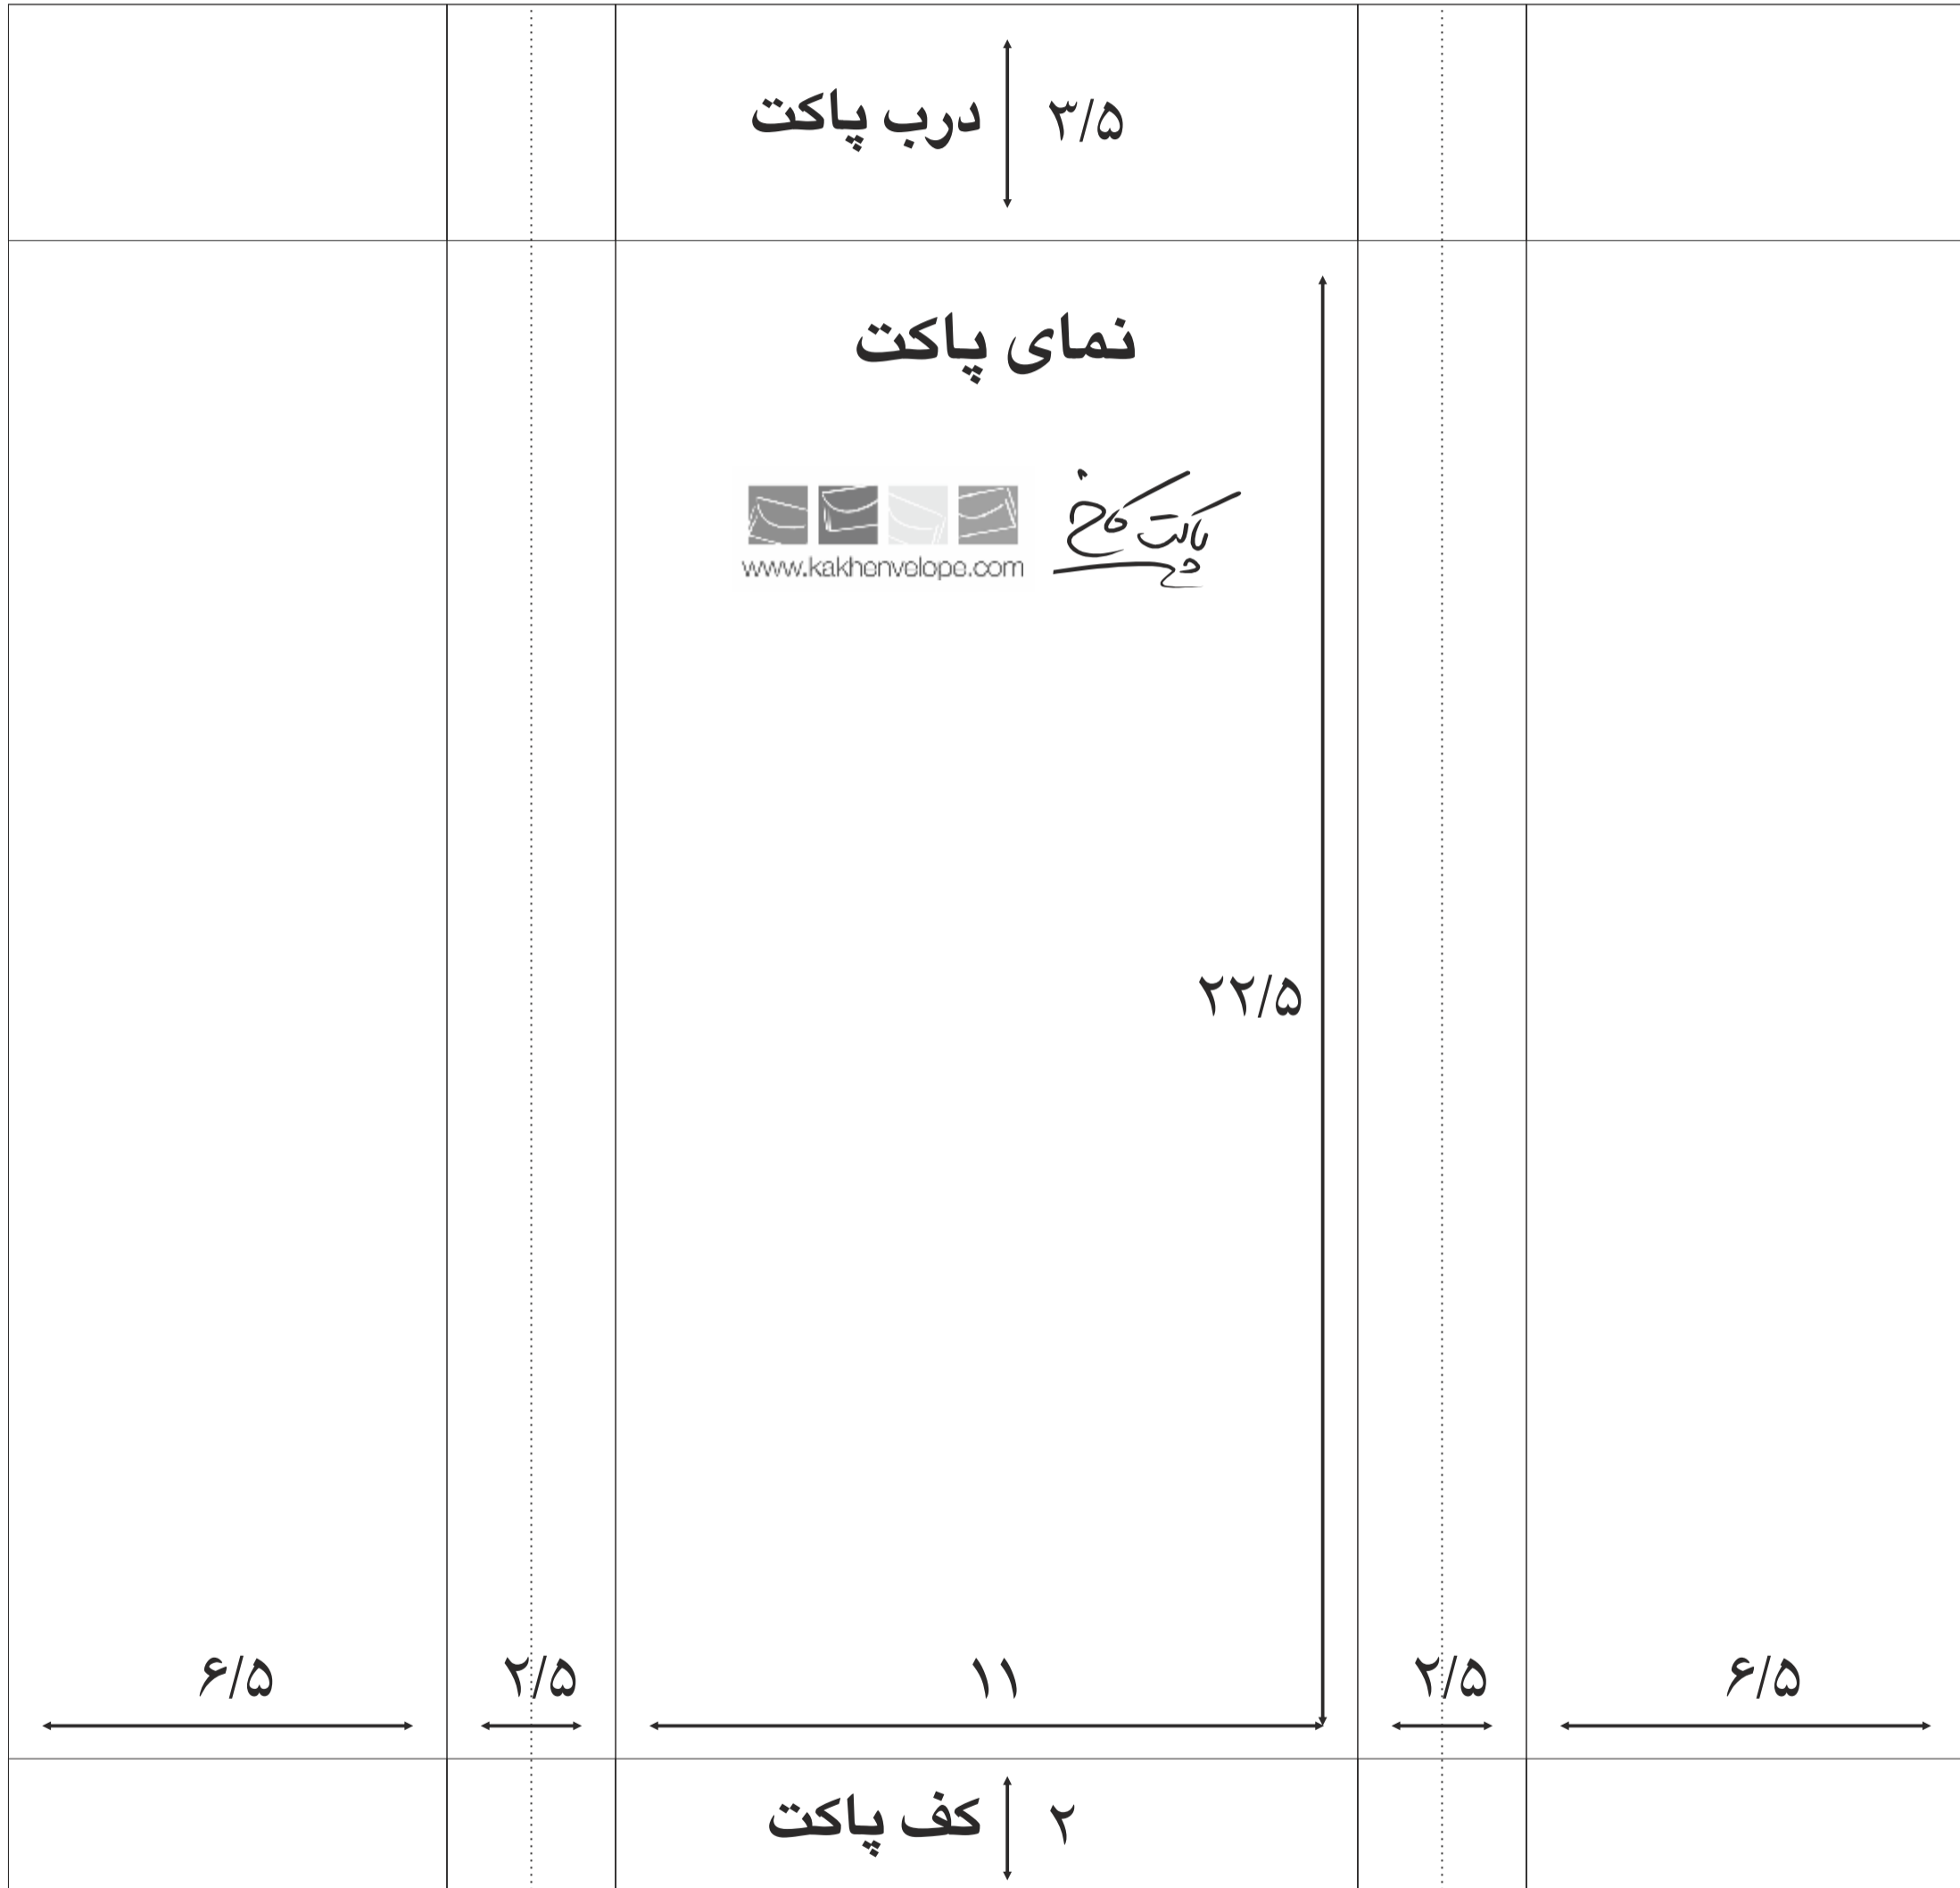 درب پاکت ۳/۵
نمای پاکت
پاکت کاخ
www.kakhenvelope.com
۲۲/۵
۶/۵ ۲/۵ ۱۱ ۲/۵ ۶/۵
کف پاکت ۲